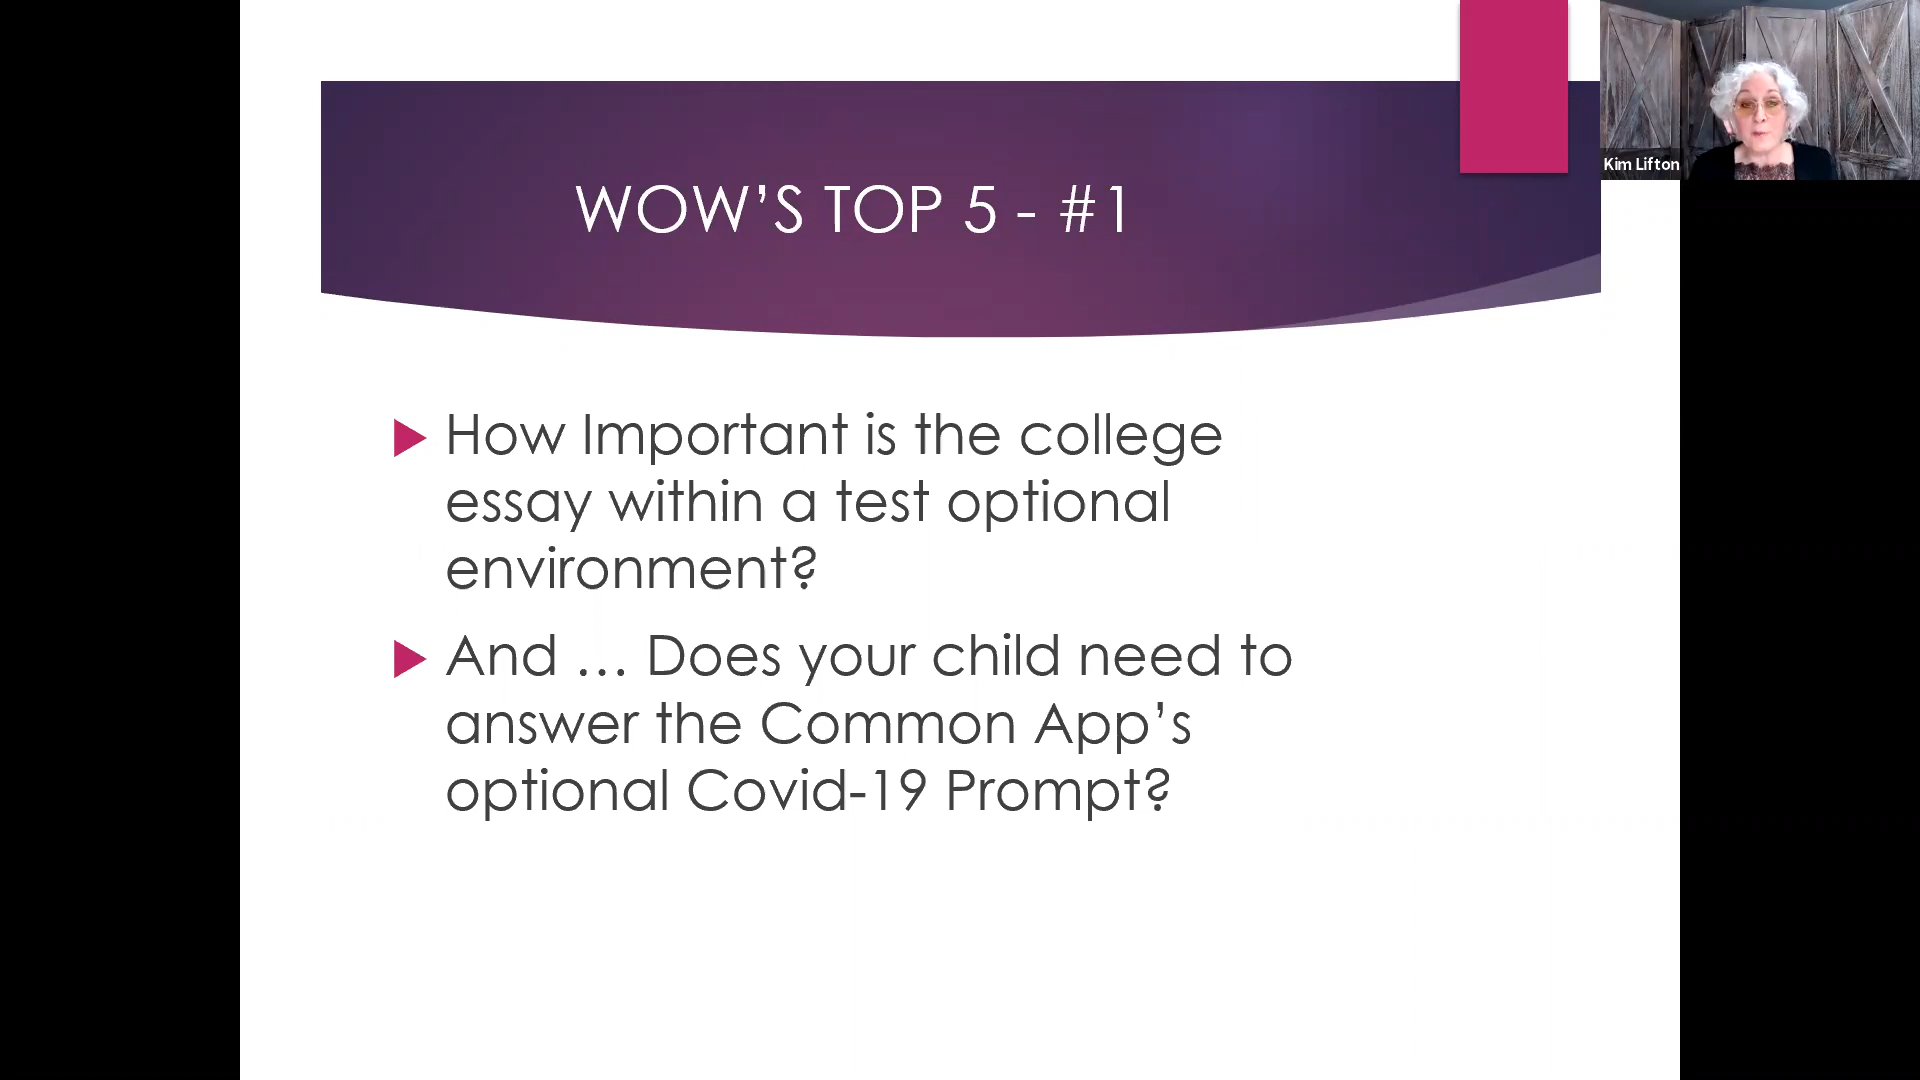 WOW’S TOP 5 - #1
Kim Lifton
How Important is the college
essay within a test optional
environment?
And … Does your child need to
answer the Common App’s
optional Covid-19 Prompt?